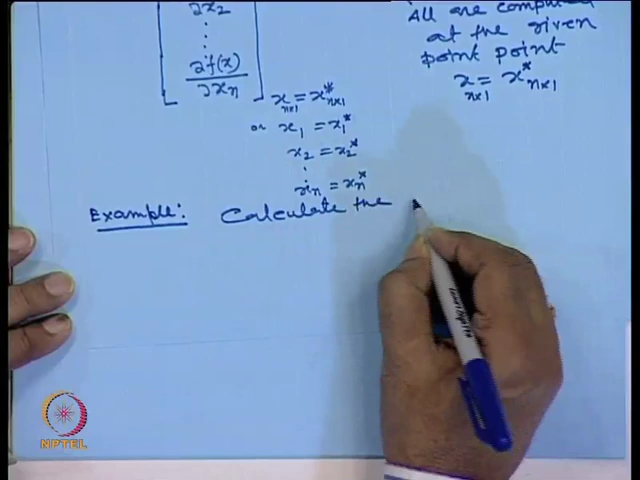 ∂x₂
⋮
∂f(x)
∂xₙ
x = x*
n×1 n×1
or x₁ = x₁*
x₂ = x₂*
⋮
xₙ = xₙ*
All are computed
at the given
point point
x = x*
n×1 n×1
Example: Calculate the
NPTEL